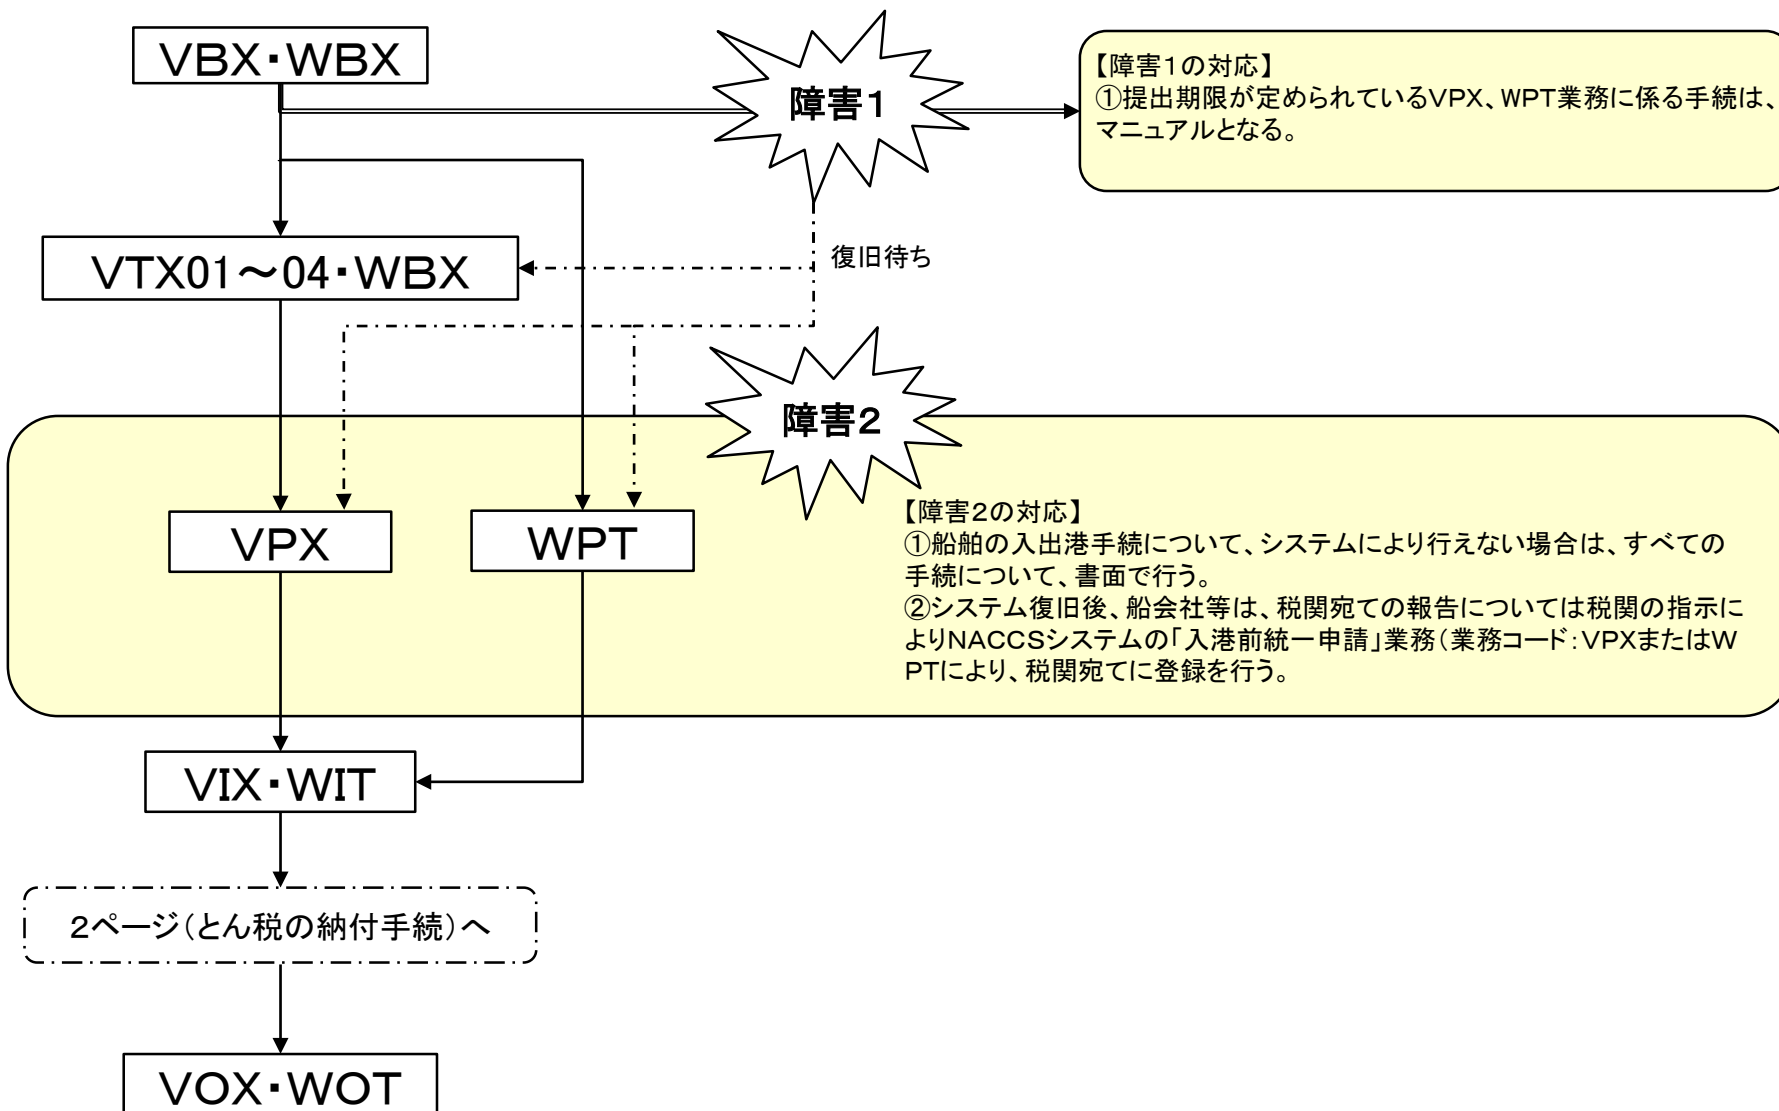 VBX・WBX
障害1
【障害1の対応】
①提出期限が定められているVPX、WPT業務に係る手続は、
マニュアルとなる。
VTX01～04・WBX
復旧待ち
障害2
VPX
WPT
【障害2の対応】
①船舶の入出港手続について、システムにより行えない場合は、すべての
手続について、書面で行う。
②システム復旧後、船会社等は、税関宛ての報告については税関の指示に
よりNACCSシステムの「入港前統一申請」業務（業務コード：VPXまたはW
PTにより、税関宛てに登録を行う。
VIX・WIT
2ページ（とん税の納付手続）へ
VOX・WOT